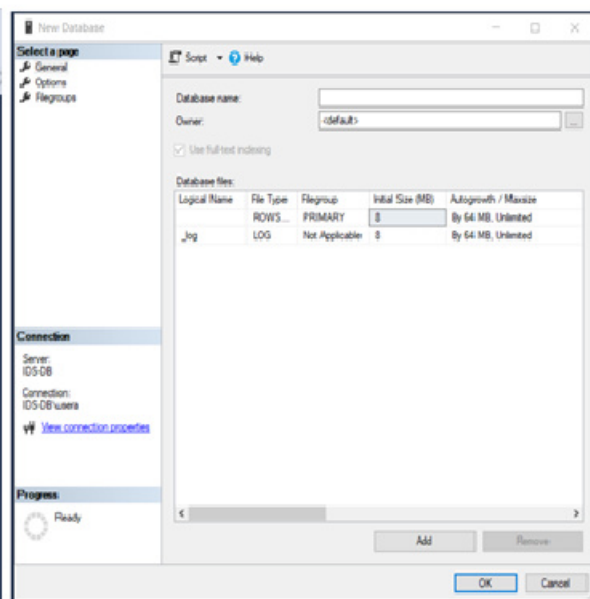 New Database
Select a page
General
Options
Filegroups
Script Help
Database name:
Owner: <default>
...
Use full-text indexing
Database files:
Logical Name File Type Filegroup Initial Size (MB) Autogrowth / Maxsize
ROWS... PRIMARY 8 By 64 MB, Unlimited
_log LOG Not Applicable 8 By 64 MB, Unlimited
Connection
Server:
IDS-DB
Connection:
IDS-DB\usera
View connection properties
Progress
Ready
Add Remove
OK Cancel